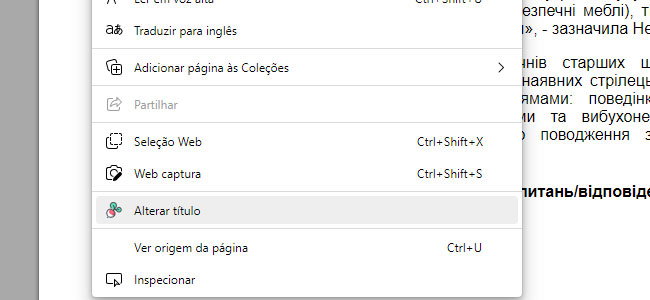 Ler em voz alta Ctrl+Shift+U
Traduzir para inglês
Adicionar página às Coleções
Partilhar
Seleção Web Ctrl+Shift+X
Web captura Ctrl+Shift+S
Alterar título
Ver origem da página Ctrl+U
Inspecionar
езпечні меблі), т
», - зазначила Не
нів старших ш
наявних стрілець
ямами: поведінк
ми та вибухоне
о поводження з
питань/відповіде